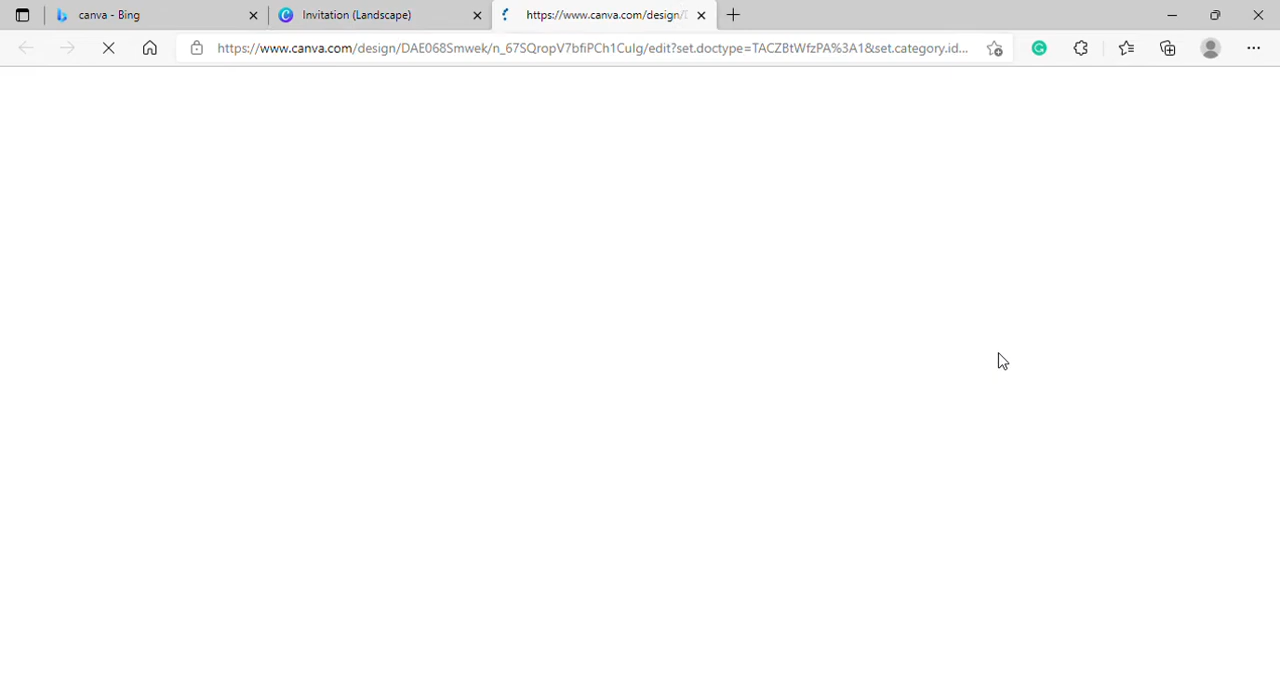 canva - Bing
Invitation (Landscape)
https://www.canva.com/design/
https://www.canva.com/design/DAE068Smwek/n_67SQropV7bfiPCh1CuIg/edit?set.doctype=TACZBtWfzPA%3A1&set.category.id...